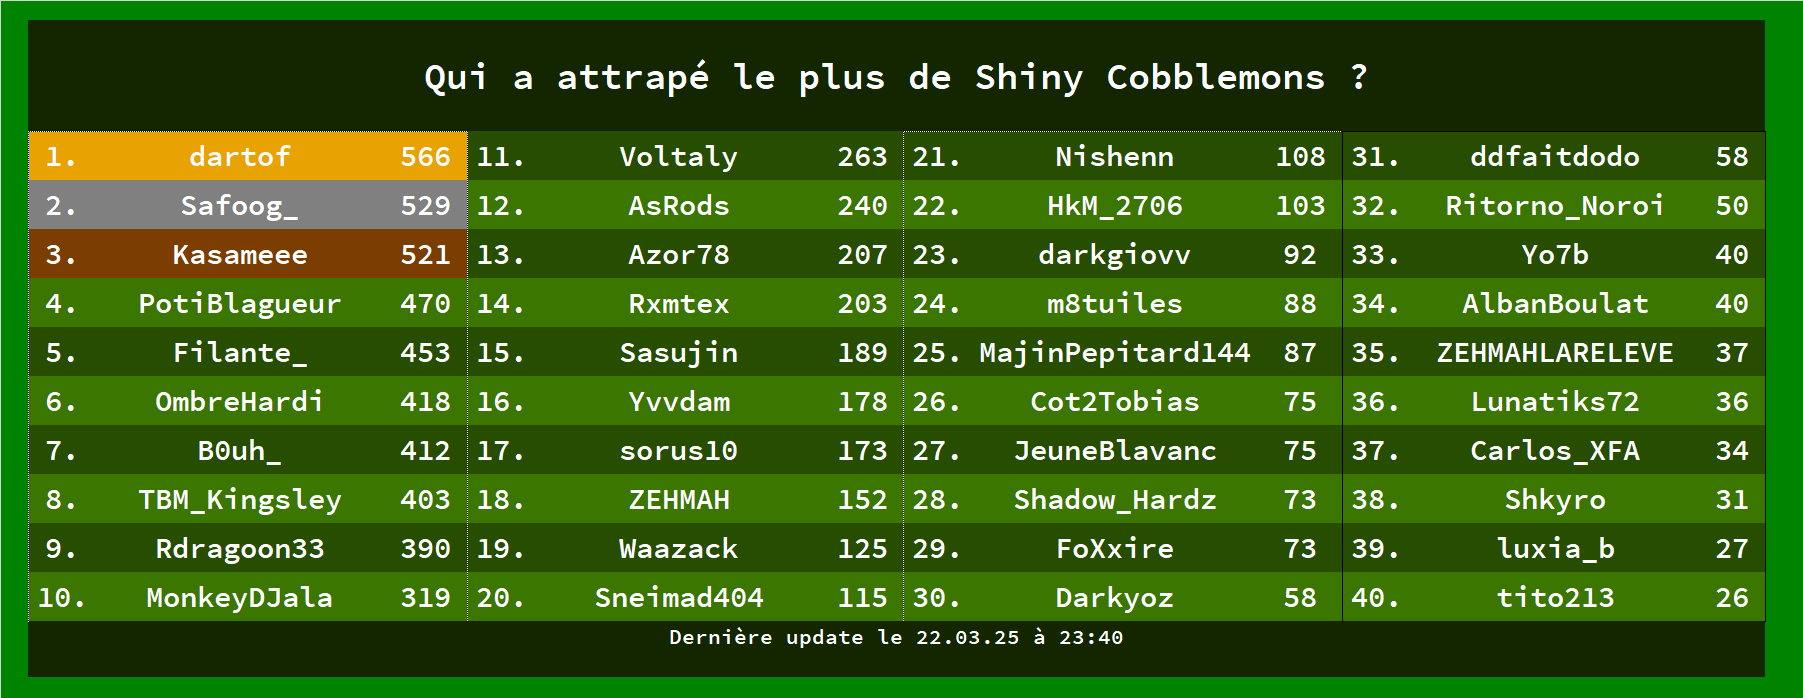 Qui a attrapé le plus de Shiny Cobblemons ?
1. dartof 566 11. Voltaly 263 21. Nishenn 108 31. ddfaitdodo 58
2. Safoog_ 529 12. AsRods 240 22. HkM_2706 103 32. Ritorno_Noroi 50
3. Kasameee 521 13. Azor78 207 23. darkgiovv 92 33. Yo7b 40
4. PotiBlagueur 470 14. Rxmtex 203 24. m8tuiles 88 34. AlbanBoulat 40
5. Filante_ 453 15. Sasujin 189 25. MajinPepitard144 87 35. ZEHMAHLARELEVE 37
6. OmbreHardi 418 16. Yvvdam 178 26. Cot2Tobias 75 36. Lunatiks72 36
7. B0uh_ 412 17. sorus10 173 27. JeuneBlavanc 75 37. Carlos_XFA 34
8. TBM_Kingsley 403 18. ZEHMAH 152 28. Shadow_Hardz 73 38. Shkyro 31
9. Rdragoon33 390 19. Waazack 125 29. FoXxire 73 39. luxia_b 27
10. MonkeyDJala 319 20. Sneimad404 115 30. Darkyoz 58 40. tito213 26
Dernière update le 22.03.25 à 23:40